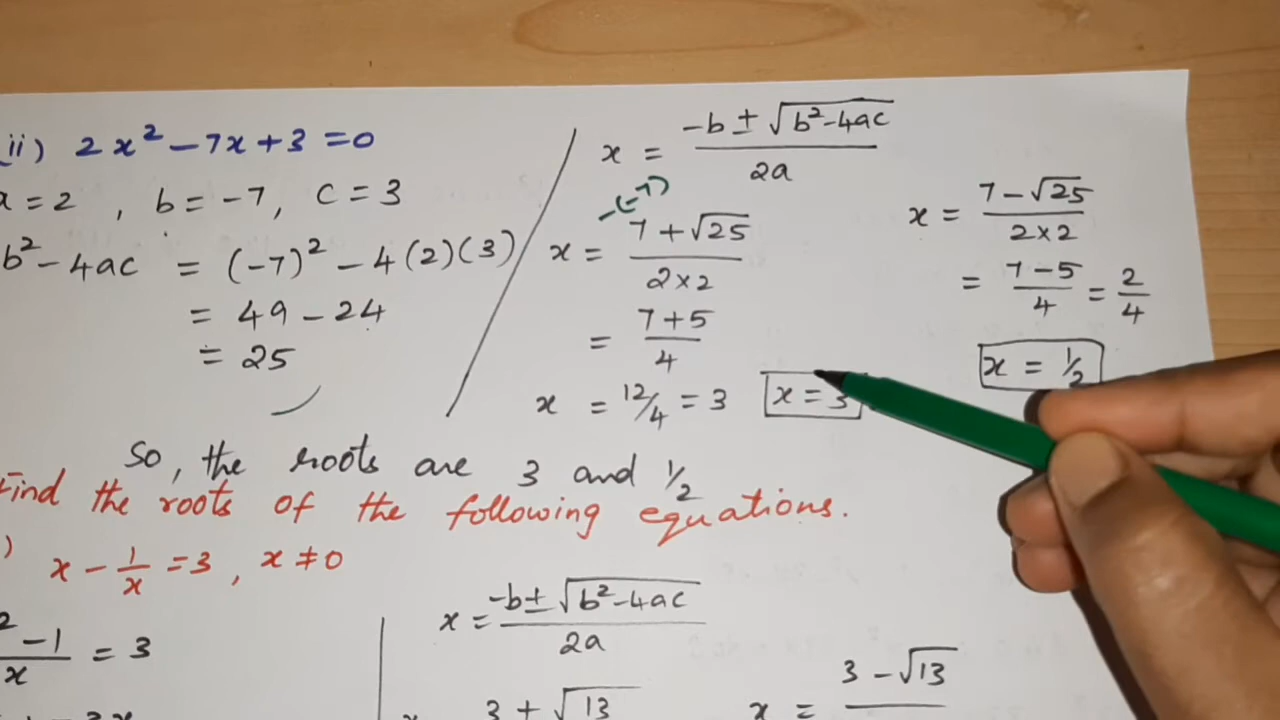 (ii) 2x² - 7x + 3 = 0
a = 2 , b = -7, c = 3
b² - 4ac = (-7)² - 4(2)(3)
= 49 - 24
= 25
x = (-b ± √(b² - 4ac))/2a
-(-7)
x = (7 + √25)/(2×2)
= (7 + 5)/4
x = 12/4 = 3 x = 3
x = (7 - √25)/(2×2)
= (7 - 5)/4 = 2/4
x = 1/2
So, the roots are 3 and 1/2
Find the roots of the following equations.
) x - 1/x = 3 , x ≠ 0
² - 1/x = 3
x = (-b ± √(b² - 4ac))/2a
3 + √13
x = 3 - √13